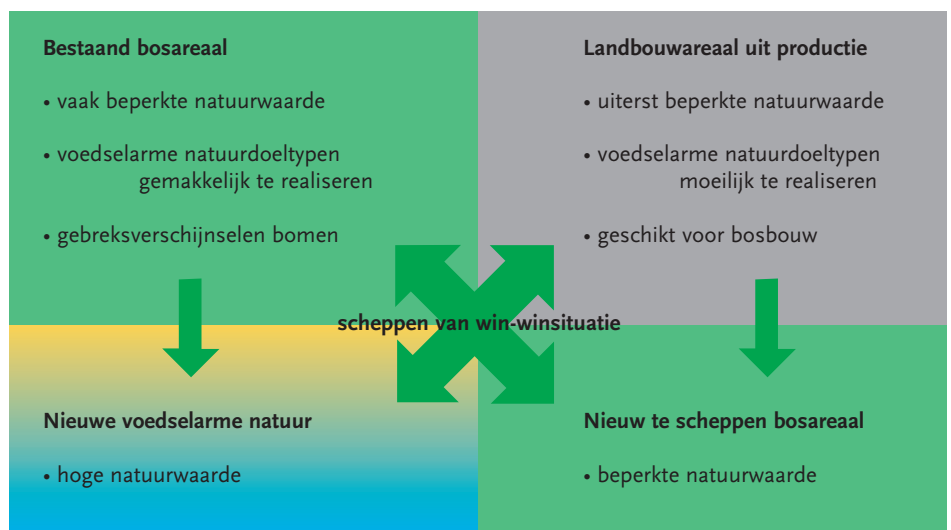 Bestaand bosareaal
• vaak beperkte natuurwaarde
• voedselarme natuurdoeltypen
gemakkelijk te realiseren
• gebreksverschijnselen bomen
Landbouwareaal uit productie
• uiterst beperkte natuurwaarde
• voedselarme natuurdoeltypen
moeilijk te realiseren
• geschikt voor bosbouw
scheppen van win-winsituatie
Nieuwe voedselarme natuur
• hoge natuurwaarde
Nieuw te scheppen bosareaal
• beperkte natuurwaarde